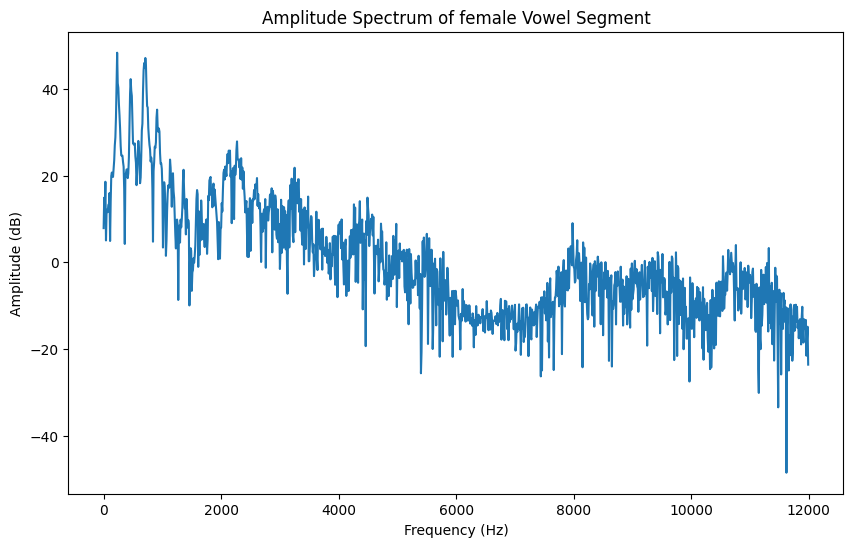 Amplitude Spectrum of female Vowel Segment
40
20
0
−20
−40
Amplitude (dB)
0 2000 4000 6000 8000 10000 12000
Frequency (Hz)